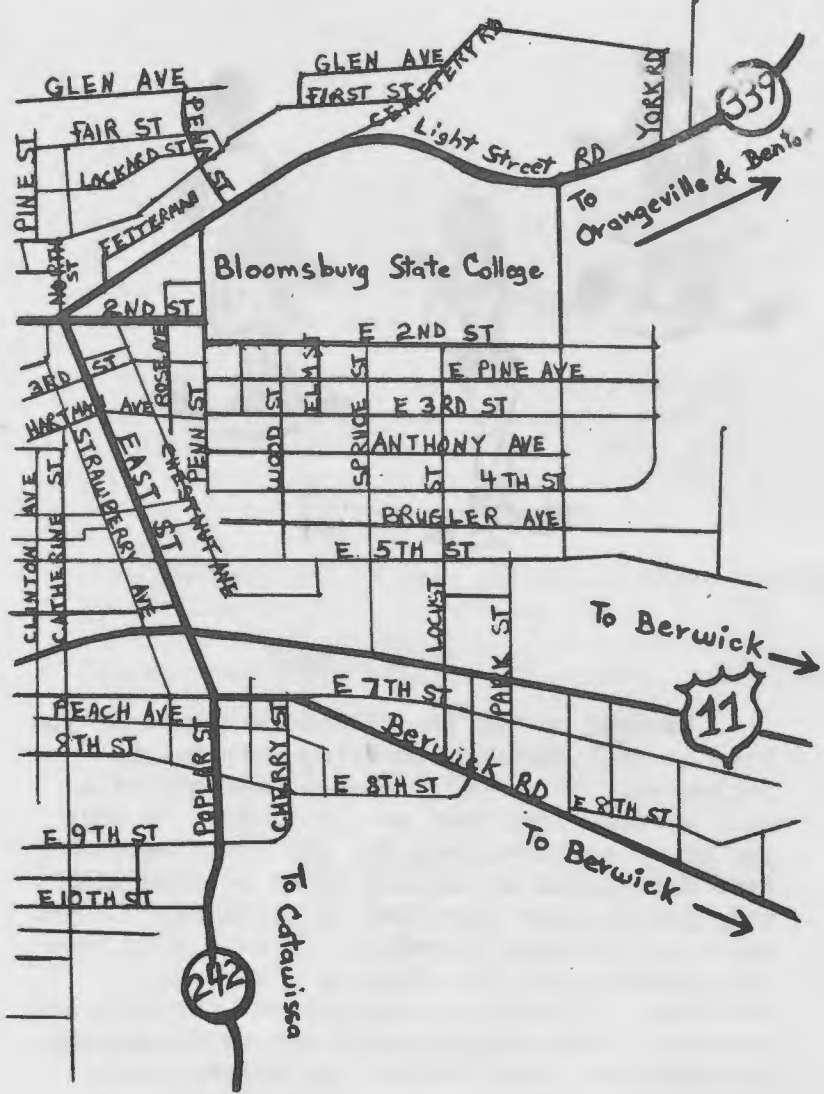 GLEN AVE
GLEN AVE
FIRST ST
CEMETERY RD
YORK RD
339
PENN ST
FAIR ST
LOCKARD ST
PINE ST
Light Street RD
To
Orangeville & Bento
FETTERMAN
NORTH ST
Bloomsburg State College
2ND ST
E 2ND ST
ROSE AVE
ELM ST
E PINE AVE
3RD ST
E 3RD ST
HARTMAN AVE
PENN ST
WOOD ST
SPRUCE ST
ANTHONY AVE
ST
4TH ST
EAST ST
STRAWBERRY AVE
CHESTNUT AVE
BRUGLER AVE
E 5TH ST
CLINTON AVE
CATHERINE ST
LOCK ST
PARK ST
To Berwick
11
E 7TH ST
PEACH AVE
8TH ST
POPLAR ST
CHERRY ST
Berwick RD
E 8TH ST
E 8TH ST
To Berwick
E 9TH ST
E 10TH ST
To Catawissa
242